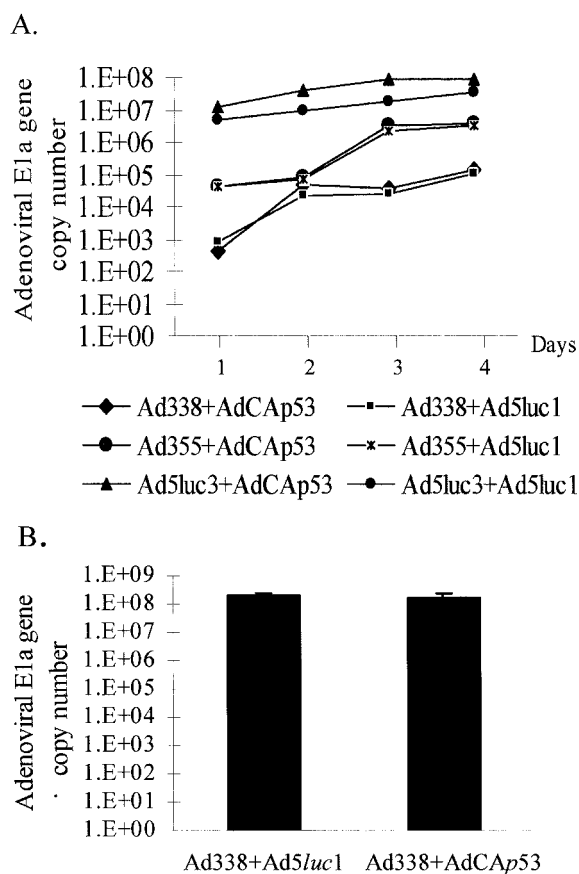 A.
Adenoviral E1a gene
copy number
1.E+08
1.E+07
1.E+06
1.E+05
1.E+04
1.E+03
1.E+02
1.E+01
1.E+00
1 2 3 4 Days
Ad338+AdCAp53 Ad338+Ad5luc1
Ad355+AdCAp53 Ad355+Ad5luc1
Ad5luc3+AdCAp53 Ad5luc3+Ad5luc1
B.
Adenoviral E1a gene
copy number
1.E+09
1.E+08
1.E+07
1.E+06
1.E+05
1.E+04
1.E+03
1.E+02
1.E+01
1.E+00
Ad338+Ad5luc1 Ad338+AdCAp53